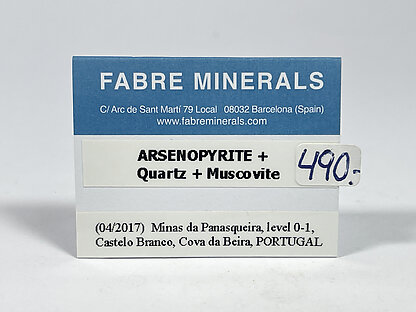 FABRE MINERALS
C/ Arc de Sant Martí 79 Local 08032 Barcelona (Spain)
www.fabreminerals.com
ARSENOPYRITE +
Quartz + Muscovite
490.-
(04/2017) Minas da Panasqueira, level 0-1,
Castelo Branco, Cova da Beira, PORTUGAL